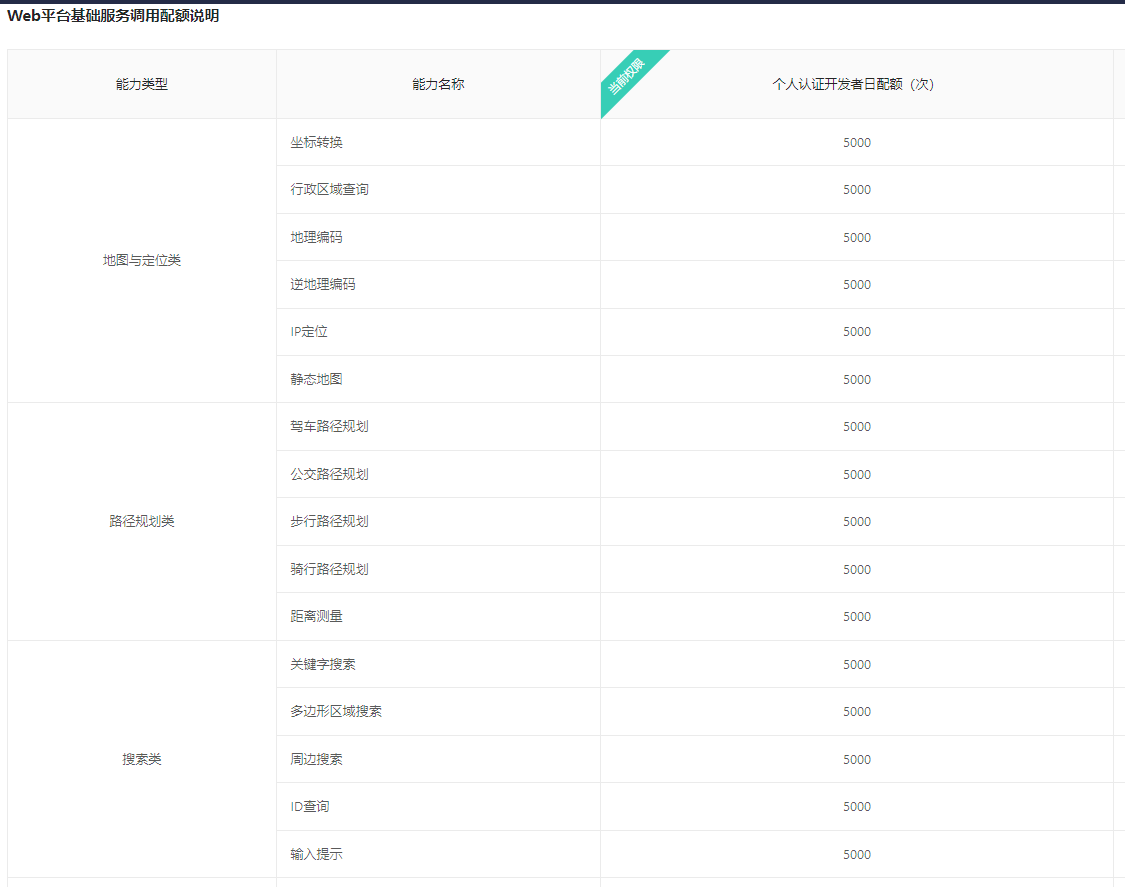 Web平台基础服务调用配额说明
能力类型 能力名称 当前权限 个人认证开发者日配额（次）
地图与定位类
坐标转换 5000
行政区域查询 5000
地理编码 5000
逆地理编码 5000
IP定位 5000
静态地图 5000
路径规划类
驾车路径规划 5000
公交路径规划 5000
步行路径规划 5000
骑行路径规划 5000
距离测量 5000
搜索类
关键字搜索 5000
多边形区域搜索 5000
周边搜索 5000
ID查询 5000
输入提示 5000